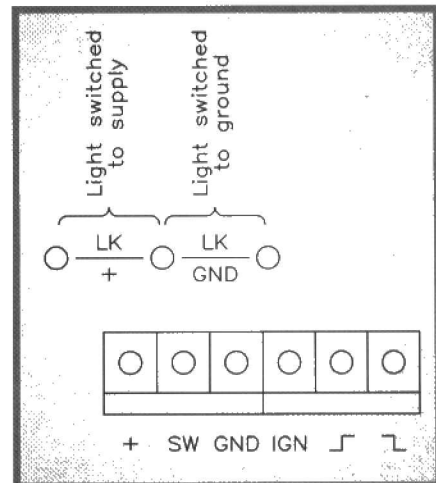 Light switched
to supply
Light switched
to ground
LK
+
LK
GND
+ SW GND IGN